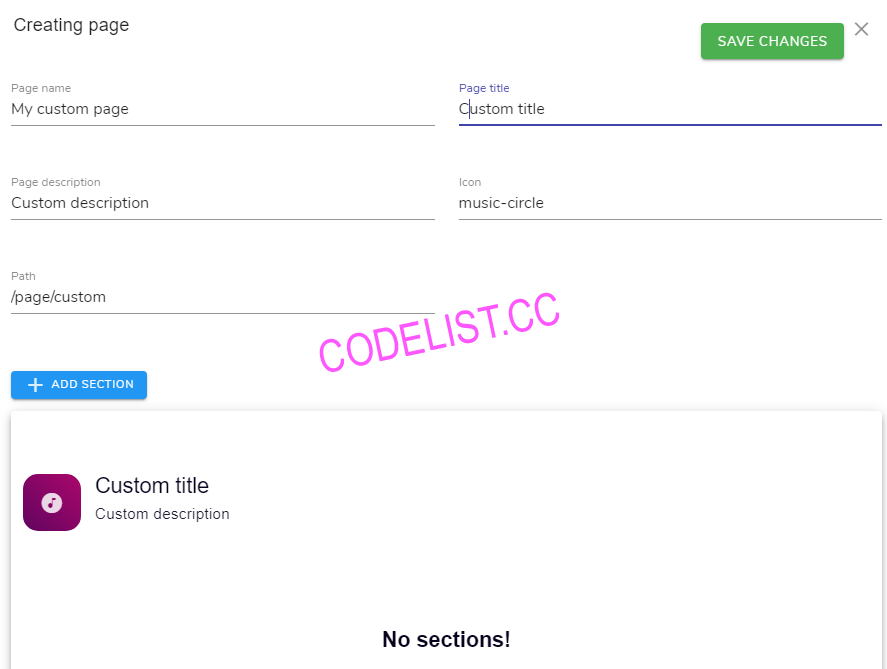 Creating page
SAVE CHANGES
Page name
My custom page
Page title
Custom title
Page description
Custom description
Icon
music-circle
Path
/page/custom
CODELIST.CC
ADD SECTION
Custom title
Custom description
No sections!